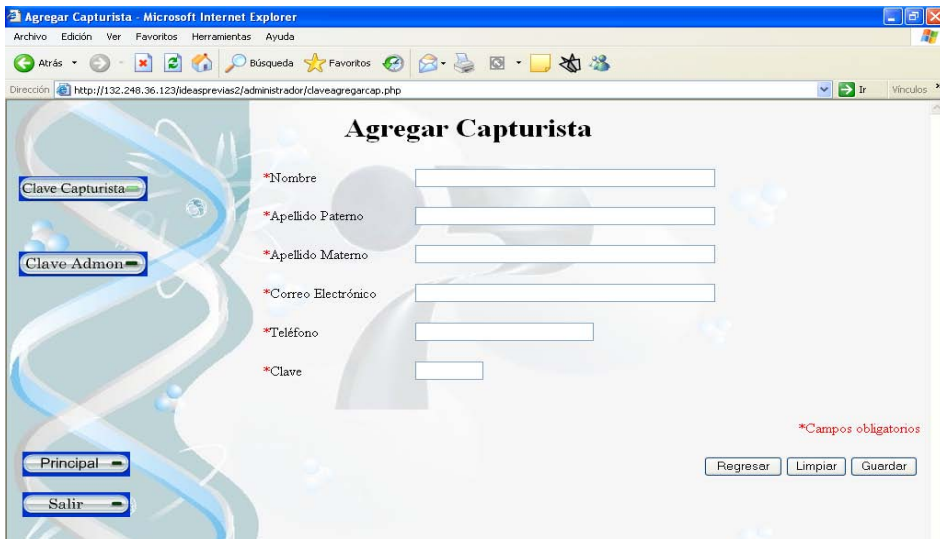 Agregar Capturista - Microsoft Internet Explorer
Archivo Edición Ver Favoritos Herramientas Ayuda
Atrás Búsqueda Favoritos
Dirección http://132.248.36.123/ideasprevias2/administrador/claveagregarcap.php Ir Vínculos »
Agregar Capturista
*Nombre
Clave Capturista
*Apellido Paterno
*Apellido Materno
Clave Admon
*Correo Electrónico
*Teléfono
*Clave
*Campos obligatorios
Principal
Regresar Limpiar Guardar
Salir